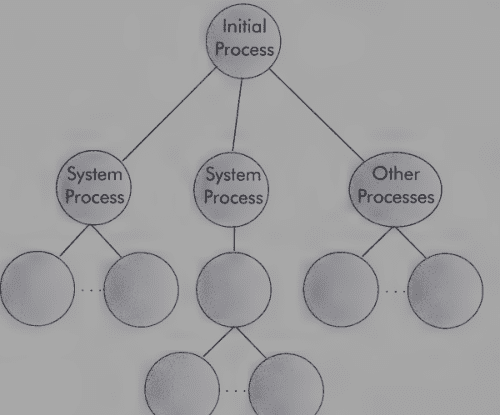 Initial
Process
System
Process
System
Process
Other
Processes
...
...
...